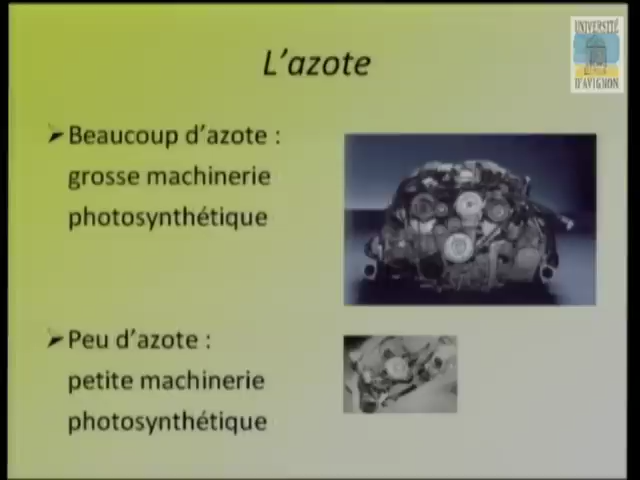 L'azote
UNIVERSITÉ
D'AVIGNON
➢Beaucoup d'azote :
grosse machinerie
photosynthétique
➢Peu d'azote :
petite machinerie
photosynthétique